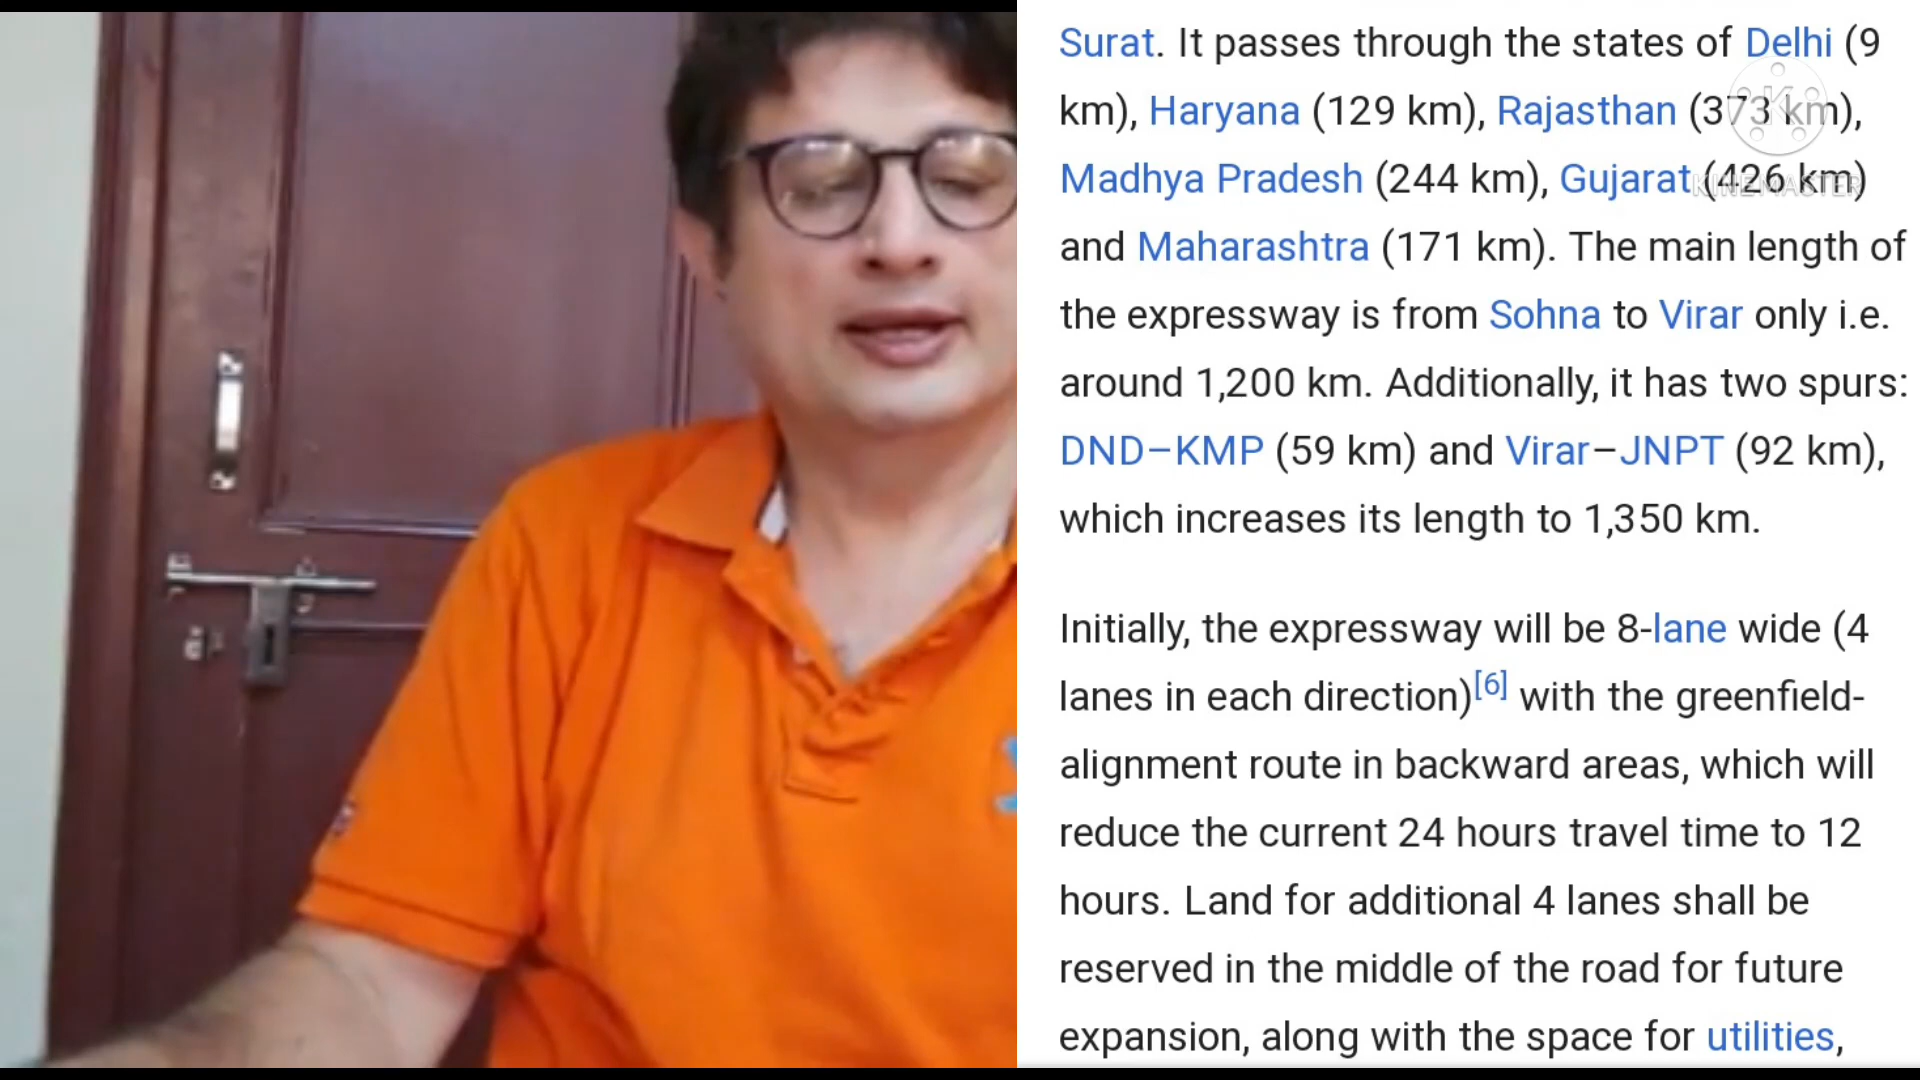 Surat. It passes through the states of Delhi (9
km), Haryana (129 km), Rajasthan (373 km),
Madhya Pradesh (244 km), Gujarat (426 km)
and Maharashtra (171 km). The main length of
the expressway is from Sohna to Virar only i.e.
around 1,200 km. Additionally, it has two spurs:
DND–KMP (59 km) and Virar–JNPT (92 km),
which increases its length to 1,350 km.
Initially, the expressway will be 8-lane wide (4
lanes in each direction)[6] with the greenfield-
alignment route in backward areas, which will
reduce the current 24 hours travel time to 12
hours. Land for additional 4 lanes shall be
reserved in the middle of the road for future
expansion, along with the space for utilities,
K
KINEMASTER